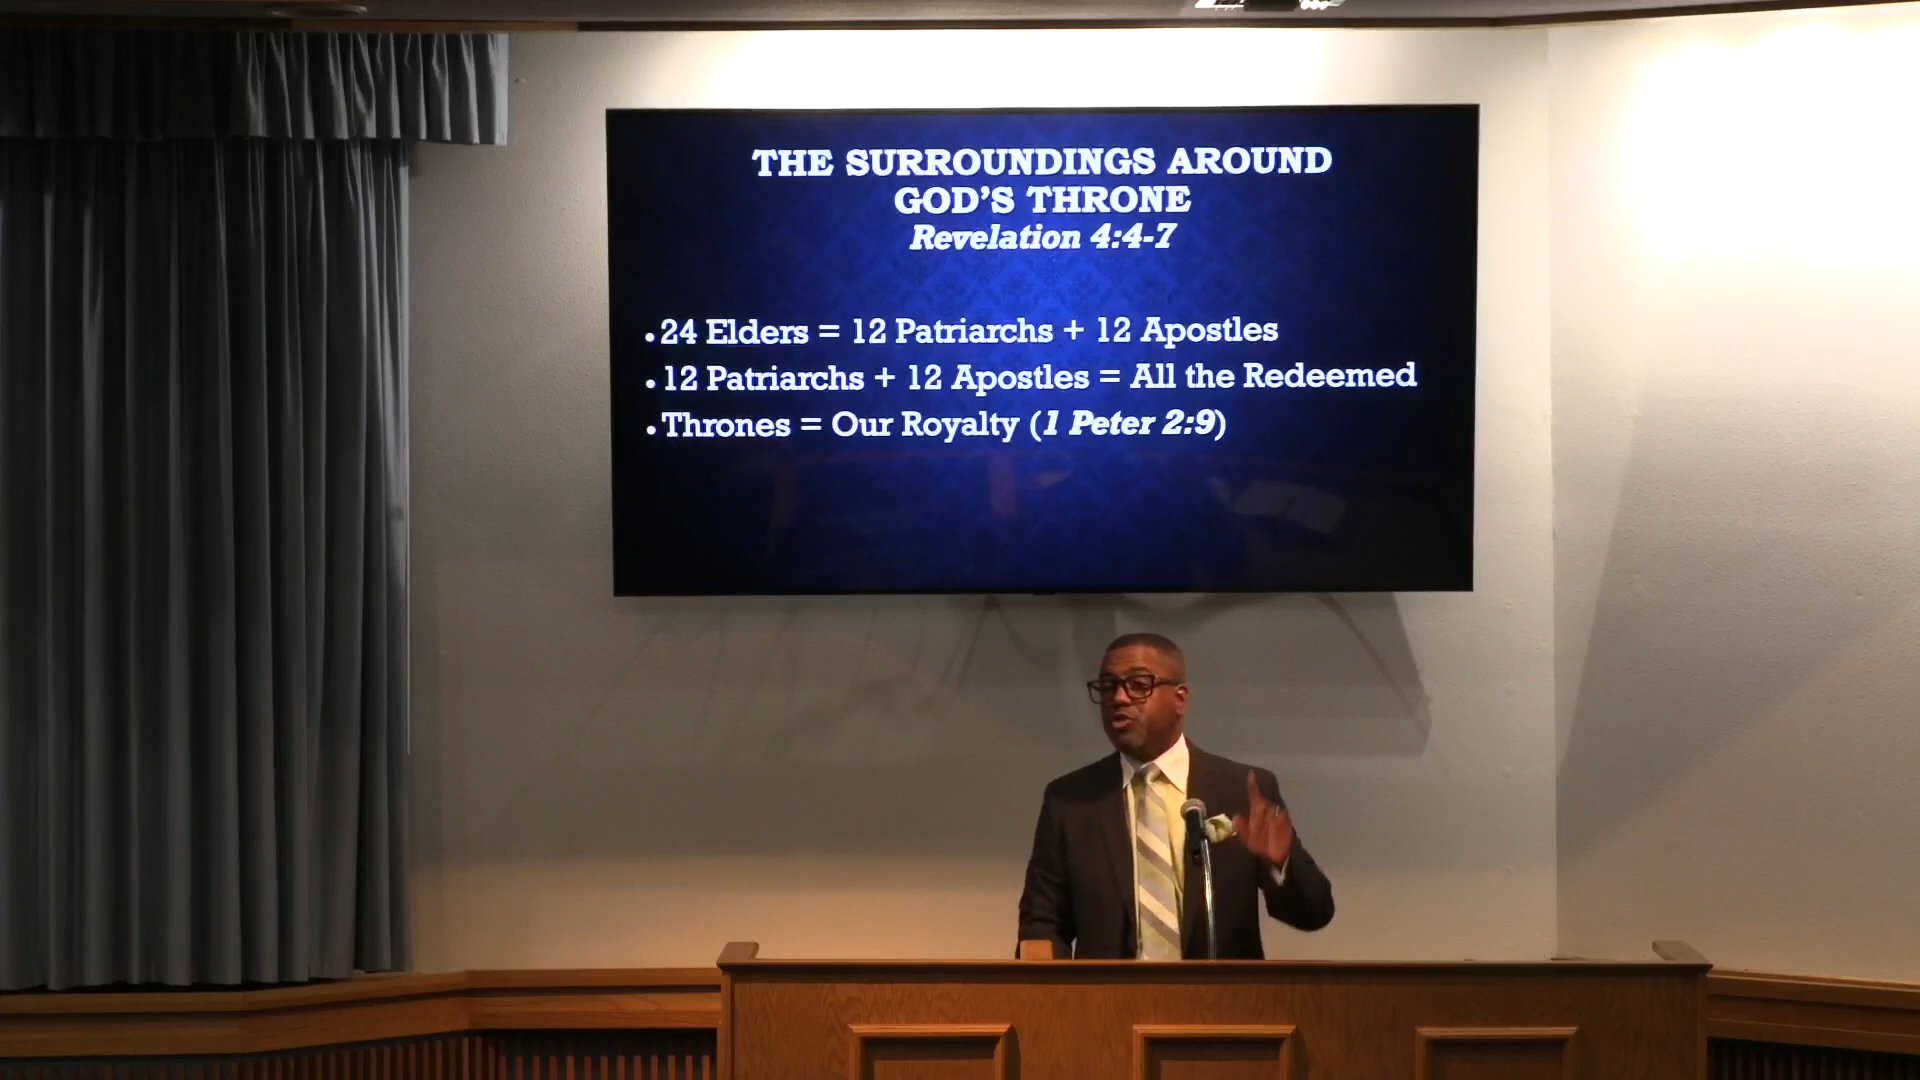 THE SURROUNDINGS AROUND
GOD'S THRONE
Revelation 4:4-7
• 24 Elders = 12 Patriarchs + 12 Apostles
• 12 Patriarchs + 12 Apostles = All the Redeemed
• Thrones = Our Royalty (1 Peter 2:9)